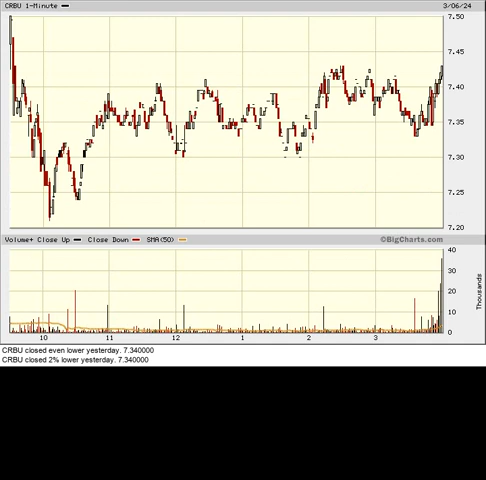 CRBU 1-Minute
3/06/24
7.50
7.45
7.40
7.35
7.30
7.25
7.20
Volume+ Close Up Close Down SMA(50)
©BigCharts.com
40
30
20
10
0
Thousands
10 11 12 1 2 3
CRBU closed even lower yesterday. 7.340000
CRBU closed 2% lower yesterday. 7.340000